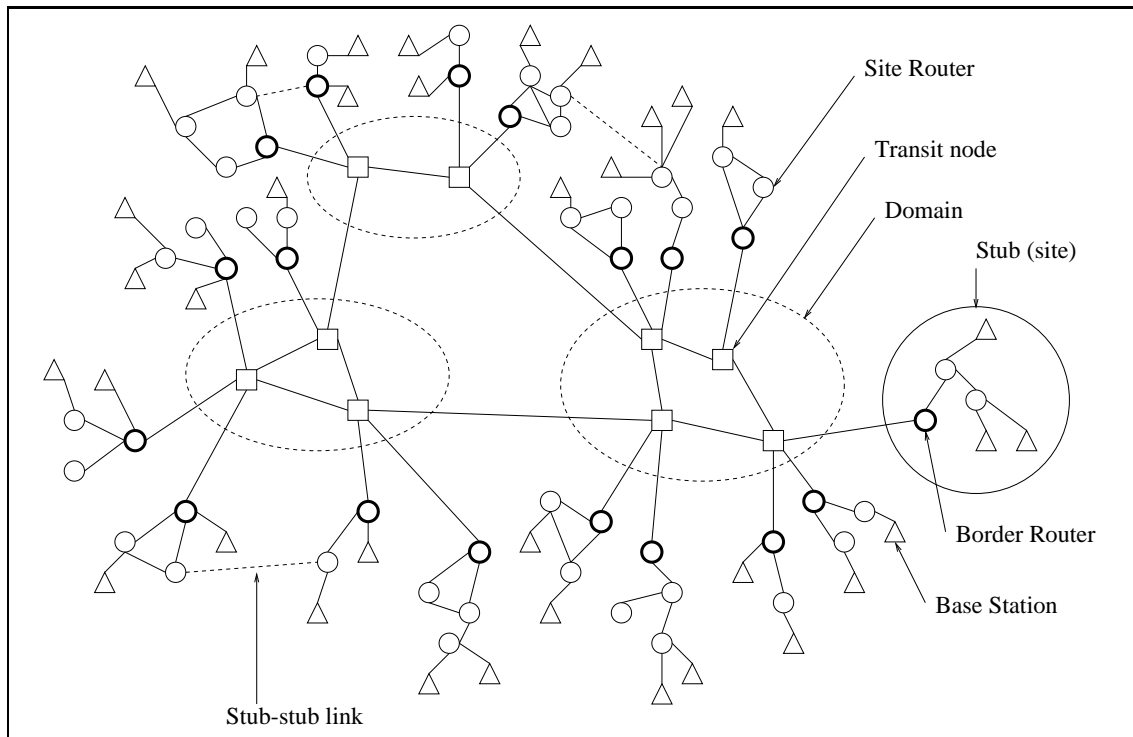 Site Router
Transit node
Domain
Stub (site)
Border Router
Base Station
Stub-stub link